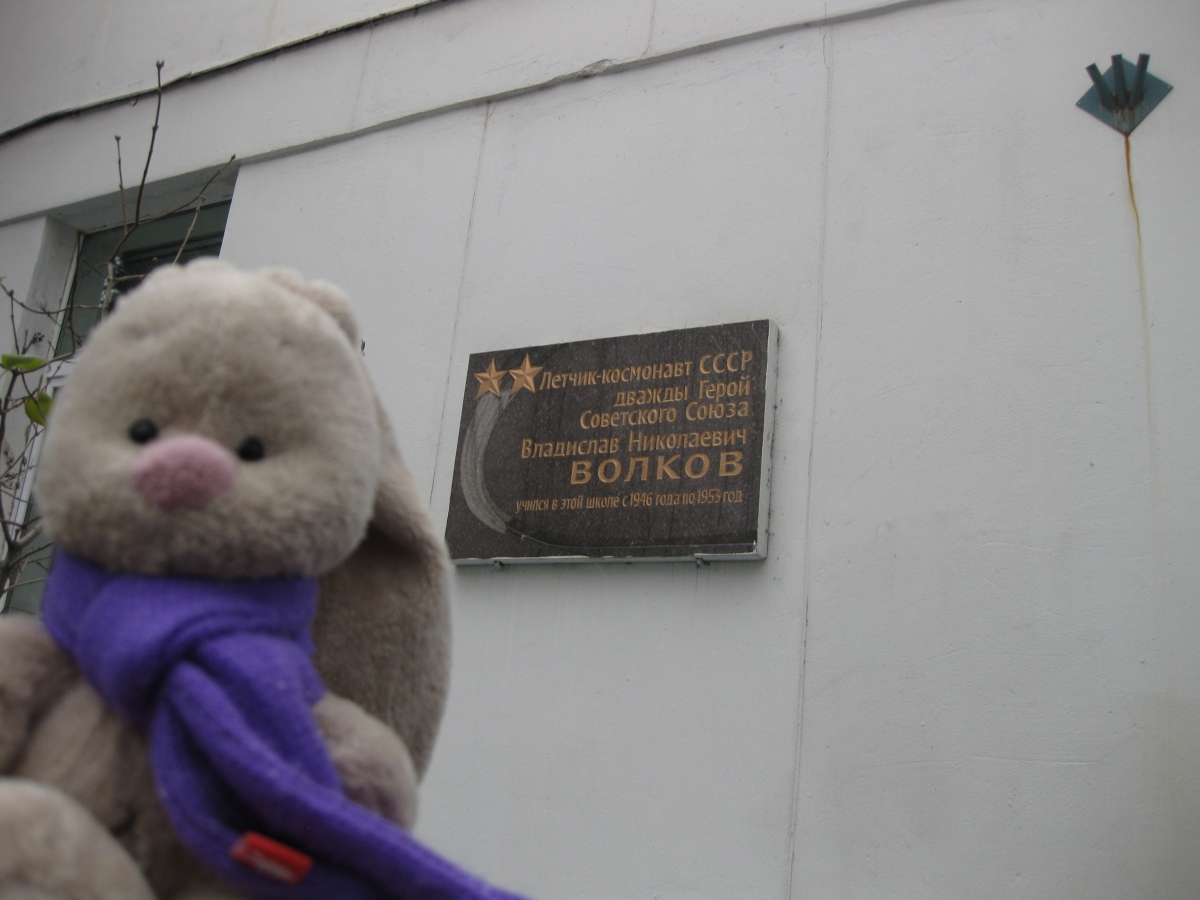 Летчик-космонавт СССР
дважды Герой
Советского Союза
Владислав Николаевич
ВОЛКОВ
учился в этой школе с 1946 года по 1953 год